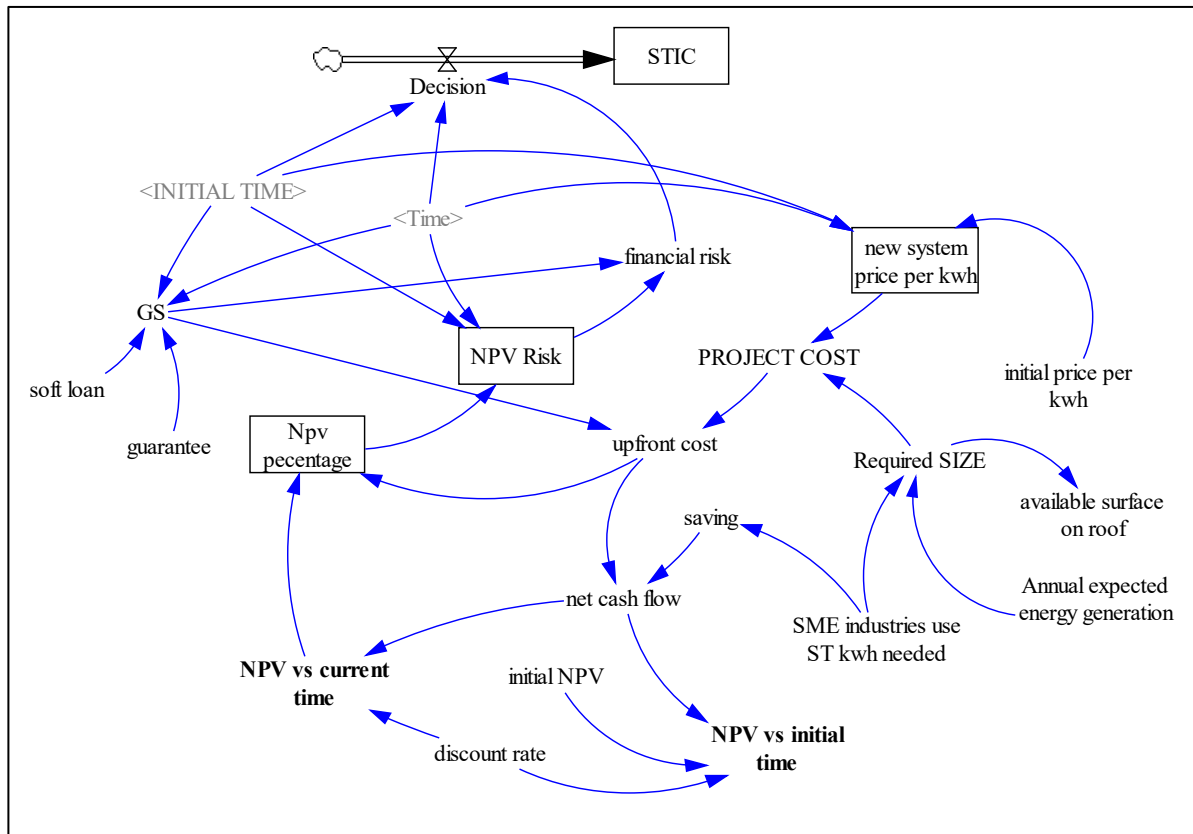 STIC
Decision
<INITIAL TIME>
<Time>
new system
price per kwh
financial risk
GS
NPV Risk
PROJECT COST
initial price per
kwh
soft loan
guarantee
Npv
pecentage
upfront cost
Required SIZE
available surface
on roof
saving
net cash flow
Annual expected
energy generation
SME industries use
ST kwh needed
NPV vs current
time
initial NPV
NPV vs initial
time
discount rate